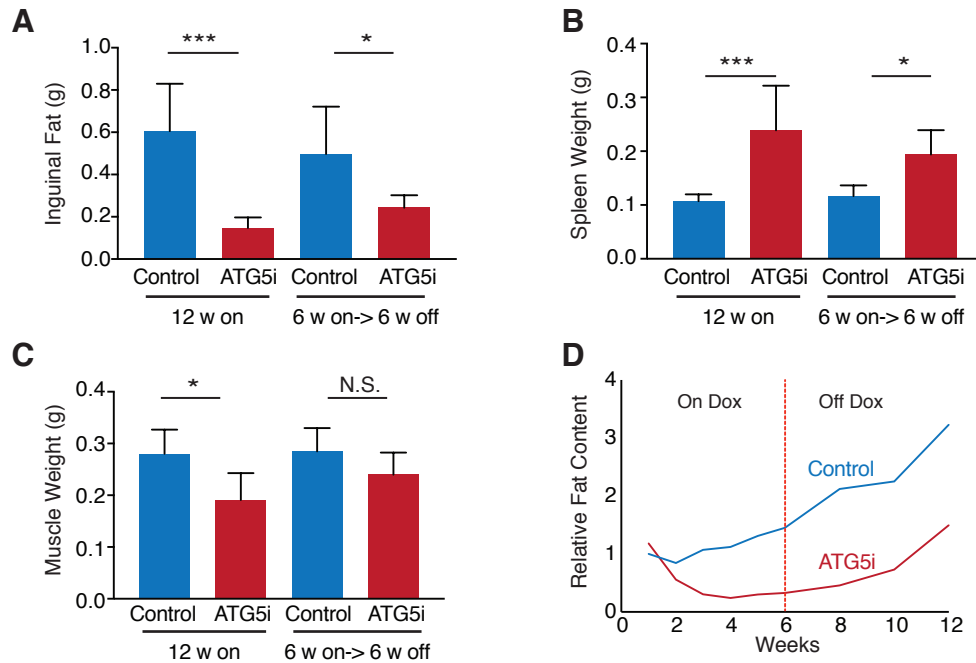 A
Inguinal Fat (g)
1.0
0.8
0.6
0.4
0.2
0.0
***
*
Control ATG5i Control ATG5i
12 w on 6 w on-> 6 w off
B
Spleen Weight (g)
0.4
0.3
0.2
0.1
0.0
***
*
Control ATG5i Control ATG5i
12 w on 6 w on-> 6 w off
C
Muscle Weight (g)
0.4
0.3
0.2
0.1
0.0
*
N.S.
Control ATG5i Control ATG5i
12 w on 6 w on-> 6 w off
D
Relative Fat Content
4
3
2
1
0
On Dox Off Dox
Control
ATG5i
0 2 4 6 8 10 12
Weeks